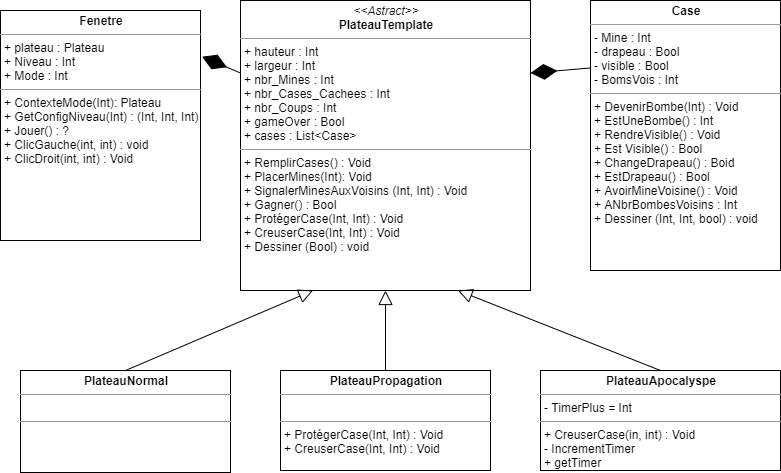 Fenetre
+ plateau : Plateau
+ Niveau : Int
+ Mode : Int
+ ContexteMode(Int): Plateau
+ GetConfigNiveau(Int) : (Int, Int, Int)
+ Jouer() : ?
+ ClicGauche(int, int) : void
+ ClicDroit(int, int) : Void
<<Astract>>
PlateauTemplate
+ hauteur : Int
+ largeur : Int
+ nbr_Mines : Int
+ nbr_Cases_Cachees : Int
+ nbr_Coups : Int
+ gameOver : Bool
+ cases : List<Case>
+ RemplirCases() : Void
+ PlacerMines(Int): Void
+ SignalerMinesAuxVoisins (Int, Int) : Void
+ Gagner() : Bool
+ ProtégerCase(Int, Int) : Void
+ CreuserCase(Int, Int) : Void
+ Dessiner (Bool) : void
Case
- Mine : Int
- drapeau : Bool
- visible : Bool
- BomsVois : Int
+ DevenirBombe(Int) : Void
+ EstUneBombe() : Int
+ RendreVisible() : Void
+ Est Visible() : Bool
+ ChangeDrapeau() : Boid
+ EstDrapeau() : Bool
+ AvoirMineVoisine() : Void
+ ANbrBombesVoisins : Int
+ Dessiner (Int, Int, bool) : void
PlateauNormal
PlateauPropagation
+ ProtégerCase(Int, Int) : Void
+ CreuserCase(Int, Int) : Void
PlateauApocalyspe
- TimerPlus = Int
+ CreuserCase(in, int) : Void
- IncrementTimer
+ getTimer